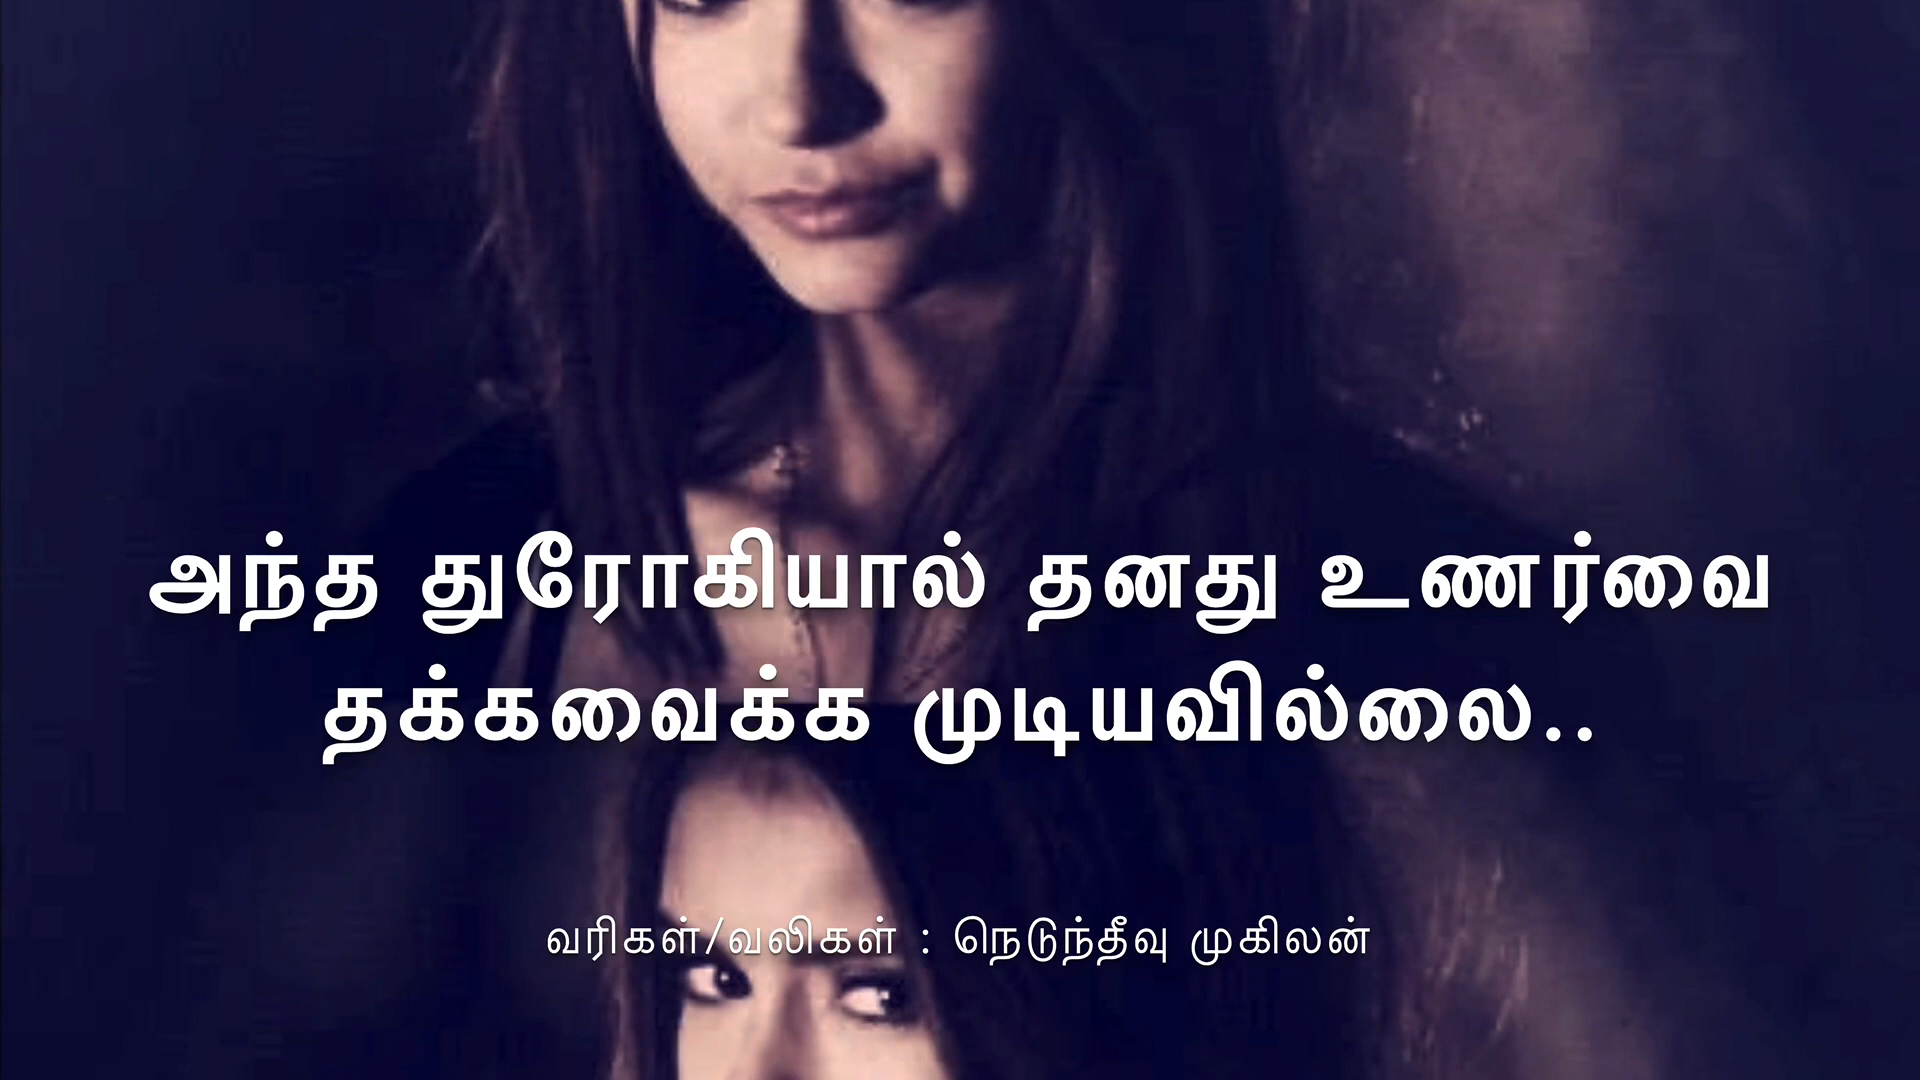 அந்த துரோகியால் தனது உணர்வை
தக்கவைக்க முடியவில்லை..
வரிகள்/வலிகள் : நெடுந்தீவு முகிலன்